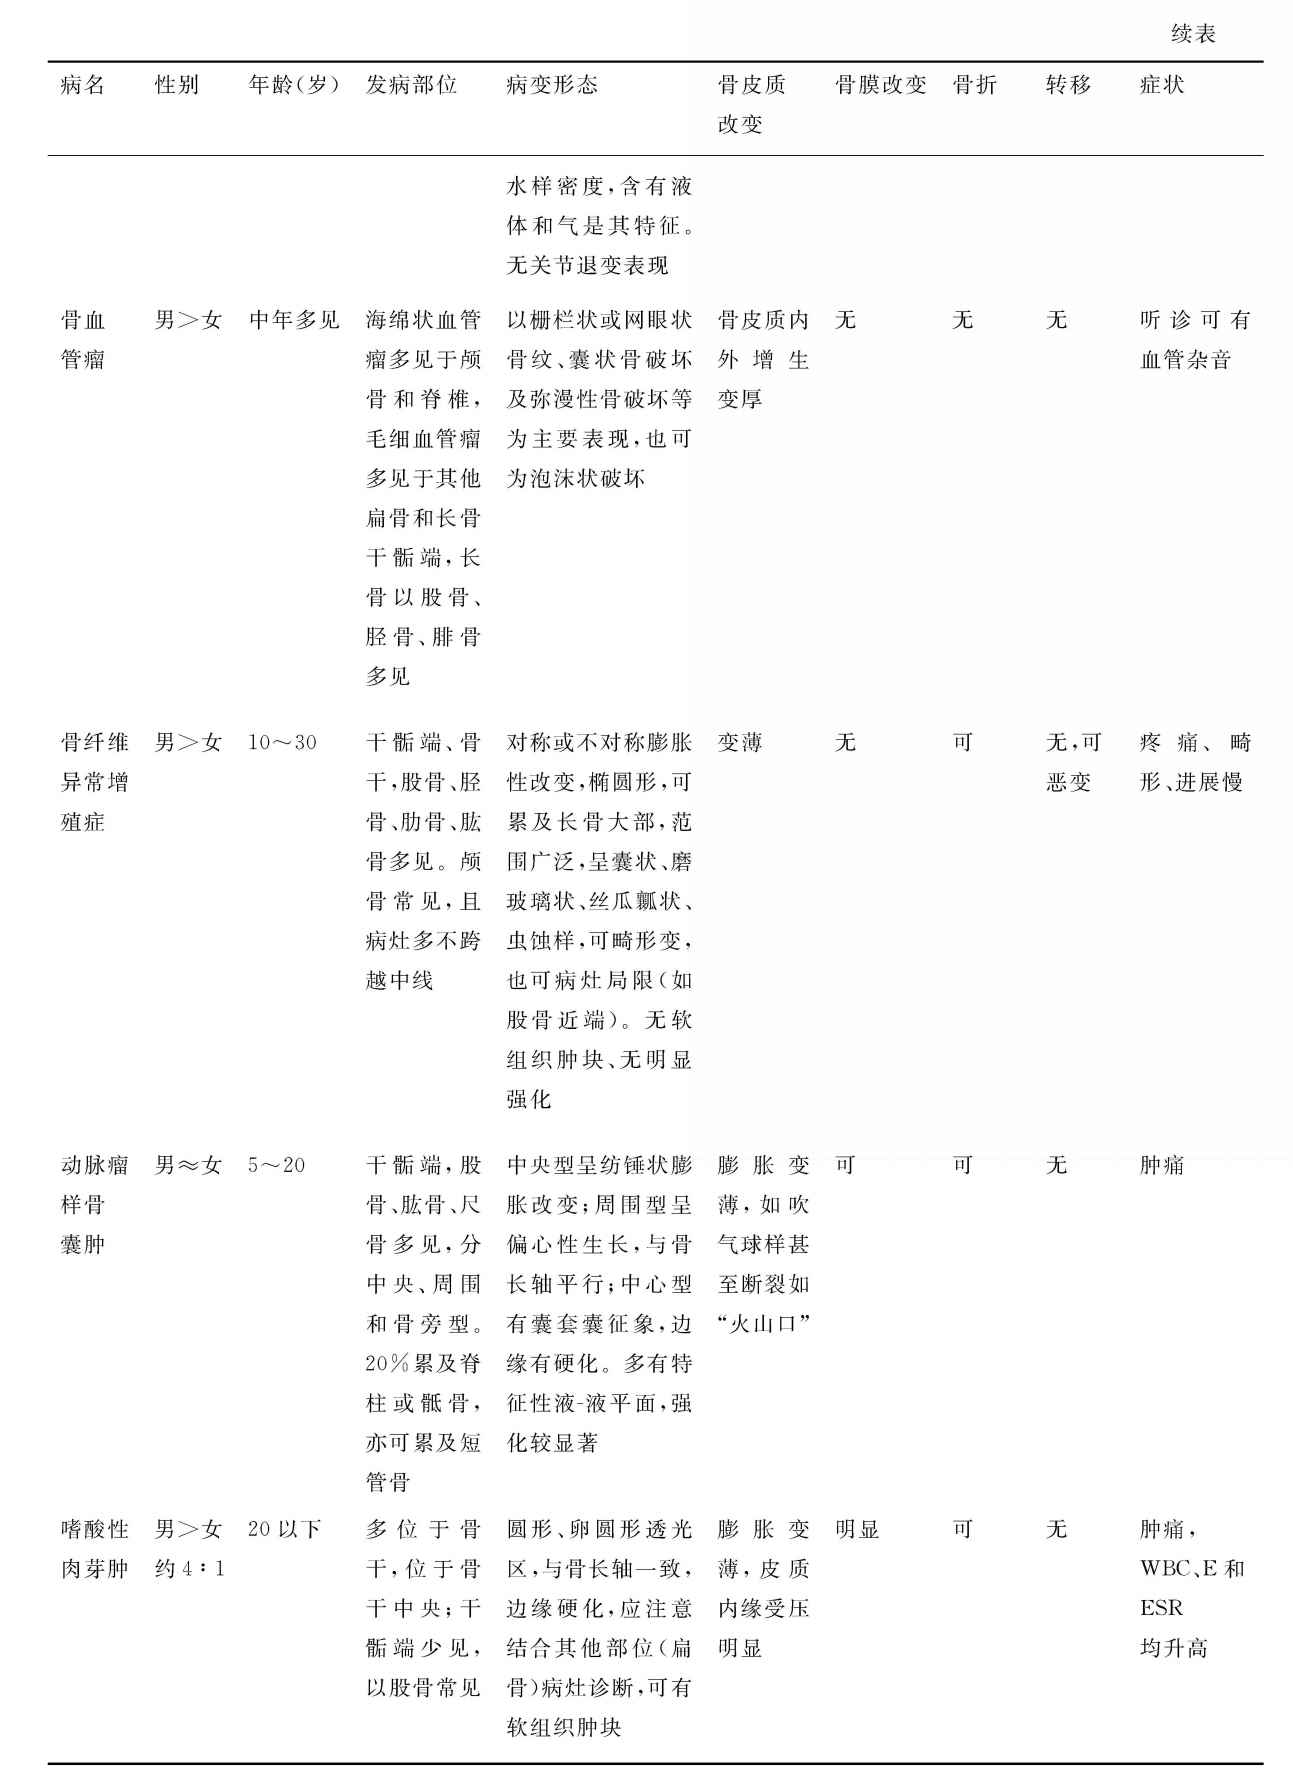 续表
病名 性别 年龄(岁) 发病部位 病变形态 骨皮质改变 骨膜改变 骨折 转移 症状
水样密度,含有液
体和气是其特征。
无关节退变表现
骨血
管瘤
男＞女
中年多见
海绵状血管
瘤多见于颅
骨和脊椎,
毛细血管瘤
多见于其他
扁骨和长骨
干骺端,长
骨以股骨、
胫骨、腓骨
多见
以栅栏状或网眼状
骨纹、囊状骨破坏
及弥漫性骨破坏等
为主要表现,也可
为泡沫状破坏
骨皮质内
外增生
变厚
无
无
无
听诊可有
血管杂音
骨纤维
异常增
殖症
男＞女
10～30
干骺端、骨
干,股骨、胫
骨、肋骨、肱
骨多见。颅
骨常见,且
病灶多不跨
越中线
对称或不对称膨胀
性改变,椭圆形,可
累及长骨大部,范
围广泛,呈囊状、磨
玻璃状、丝瓜瓤状、
虫蚀样,可畸形变,
也可病灶局限(如
股骨近端)。无软
组织肿块、无明显
强化
变薄
无
可
无,可
恶变
疼痛、畸
形、进展慢
动脉瘤
样骨
囊肿
男≈女
5～20
干骺端,股
骨、肱骨、尺
骨多见,分
中央、周围
和骨旁型。
20%累及脊
柱或骶骨,
亦可累及短
管骨
中央型呈纺锤状膨
胀改变;周围型呈
偏心性生长,与骨
长轴平行;中心型
有囊套囊征象,边
缘有硬化。多有特
征性液-液平面,强
化较显著
膨胀变
薄,如吹
气球样甚
至断裂如
“火山口”
可
可
无
肿痛
嗜酸性
肉芽肿
男＞女
约4∶1
20以下
多位于骨
干,位于骨
干中央;干
骺端少见,
以股骨常见
圆形、卵圆形透光
区,与骨长轴一致,
边缘硬化,应注意
结合其他部位(扁
骨)病灶诊断,可有
软组织肿块
膨胀变
薄,皮质
内缘受压
明显
明显
可
无
肿痛,
WBC、E和
ESR
均升高